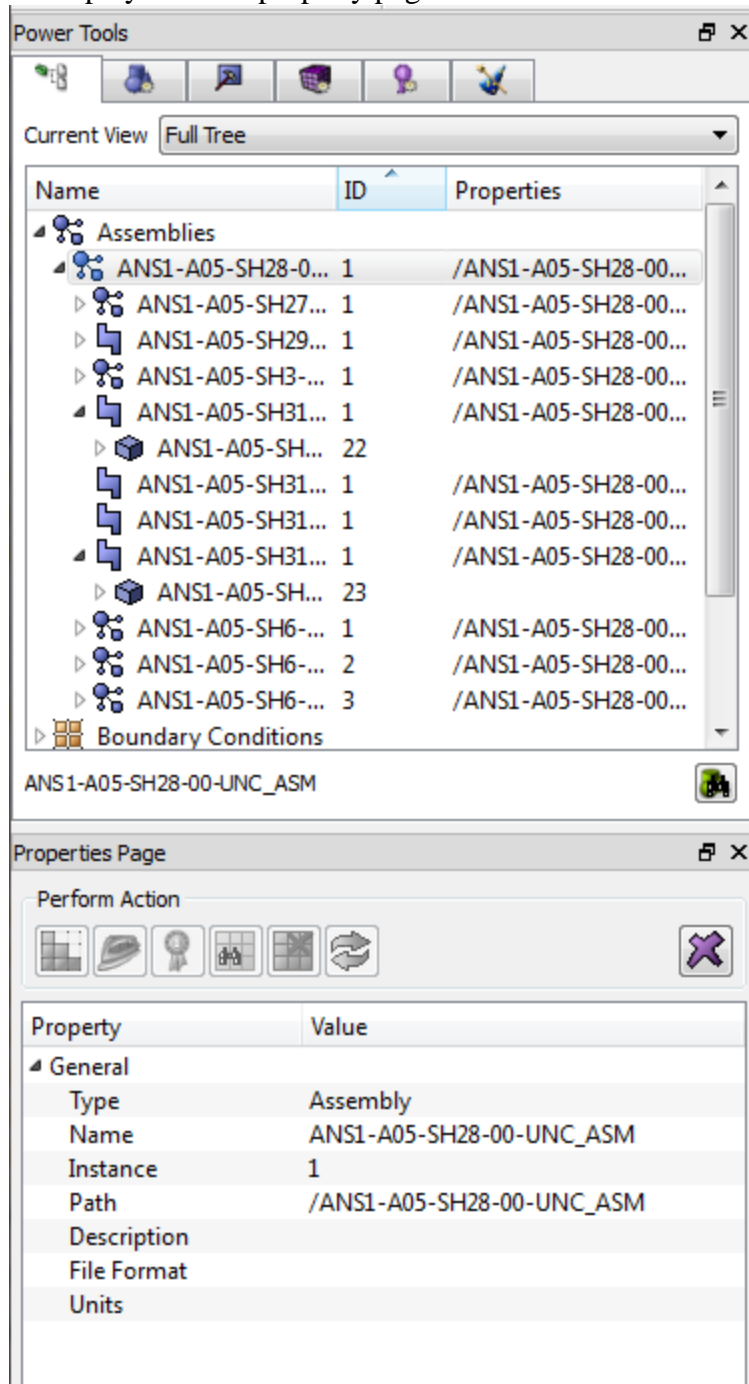 Power Tools
Current View Full Tree
Name ID Properties
Assemblies
ANS1-A05-SH28-0... 1 /ANS1-A05-SH28-00...
ANS1-A05-SH27... 1 /ANS1-A05-SH28-00...
ANS1-A05-SH29... 1 /ANS1-A05-SH28-00...
ANS1-A05-SH3-... 1 /ANS1-A05-SH28-00...
ANS1-A05-SH31... 1 /ANS1-A05-SH28-00...
ANS1-A05-SH... 22
ANS1-A05-SH31... 1 /ANS1-A05-SH28-00...
ANS1-A05-SH31... 1 /ANS1-A05-SH28-00...
ANS1-A05-SH31... 1 /ANS1-A05-SH28-00...
ANS1-A05-SH... 23
ANS1-A05-SH6-... 1 /ANS1-A05-SH28-00...
ANS1-A05-SH6-... 2 /ANS1-A05-SH28-00...
ANS1-A05-SH6-... 3 /ANS1-A05-SH28-00...
Boundary Conditions
ANS1-A05-SH28-00-UNC_ASM
Properties Page
Perform Action
Property Value
General
Type Assembly
Name ANS1-A05-SH28-00-UNC_ASM
Instance 1
Path /ANS1-A05-SH28-00-UNC_ASM
Description
File Format
Units